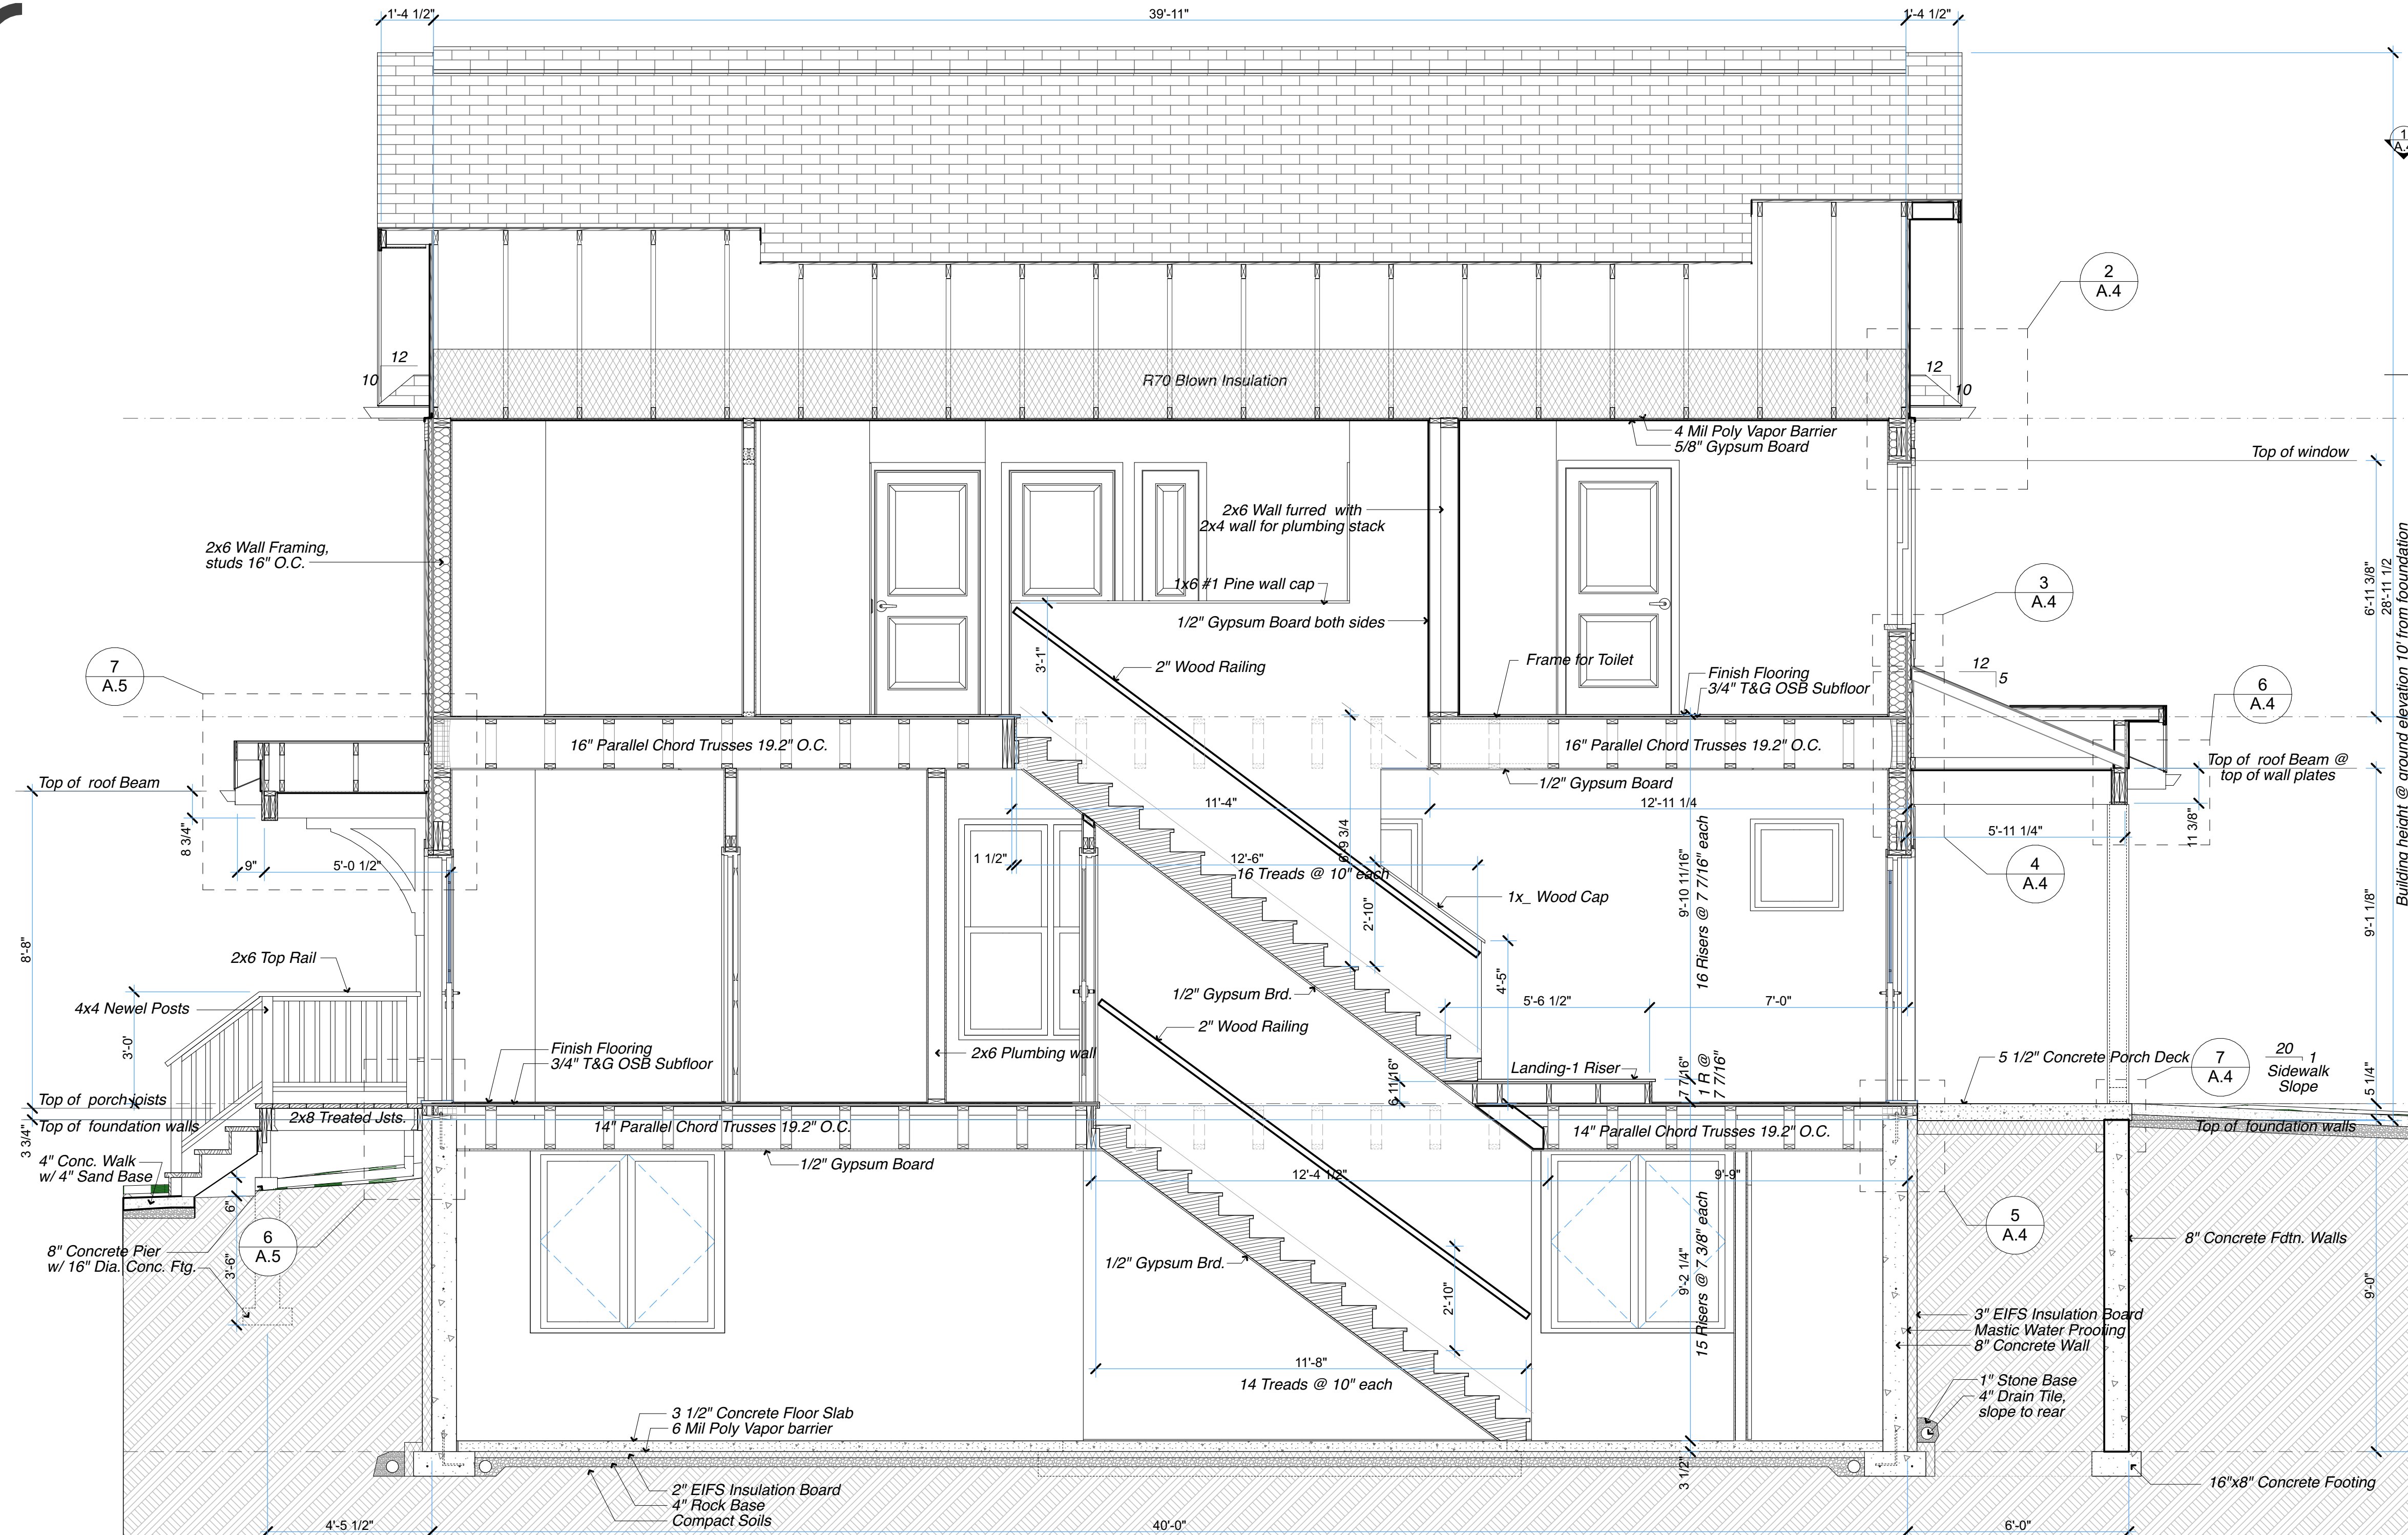 1'-4 1/2"
39'-11"
1'-4 1/2"
1
2
A.4
12
10
R70 Blown Insulation
12
10
4 Mil Poly Vapor Barrier
5/8" Gypsum Board
Top of window
2x6 Wall furred with
2x4 wall for plumbing stack
2x6 Wall Framing,
studs 16" O.C.
1x6 #1 Pine wall cap
3
A.4
6'-11 3/8"
28'-11 1/2
Building height @ ground elevation 10' from fooundation
1/2" Gypsum Board both sides
7
A.5
3'-1"
2" Wood Railing
Frame for Toilet
Finish Flooring
3/4" T&G OSB Subfloor
12
5
6
A.4
16" Parallel Chord Trusses 19.2" O.C.
16" Parallel Chord Trusses 19.2" O.C.
Top of roof Beam
Top of roof Beam @
top of wall plates
1/2" Gypsum Board
11'-4"
12'-11 1/4
8 3/4"
11 3/8"
5'-11 1/4"
9"
5'-0 1/2"
1 1/2"
12'-6"
16 Treads @ 10" each
6'-9 3/4
4
A.4
1x_ Wood Cap
2'-10"
9'-10 11/16"
16 Risers @ 7 7/16" each
9'-1 1/8"
8'-8"
2x6 Top Rail
4'-5"
4x4 Newel Posts
1/2" Gypsum Brd.
5'-6 1/2"
7'-0"
2" Wood Railing
3'-0'
Finish Flooring
3/4" T&G OSB Subfloor
2x6 Plumbing wall
Landing-1 Riser
6 11/16"
7 7/16"
1 R @
7 7/16"
5 1/2" Concrete Porch Deck
7
A.4
20
1
Sidewalk
Slope
5 1/4"
Top of porch joists
2x8 Treated Jsts.
Top of foundation walls
3 3/4"
14" Parallel Chord Trusses 19.2" O.C.
14" Parallel Chord Trusses 19.2" O.C.
Top of foundation walls
4" Conc. Walk
w/ 4" Sand Base
1/2" Gypsum Board
12'-4 1/2"
9'-9"
6"
6
A.5
5
A.4
8" Concrete Pier
w/ 16" Dia. Conc. Ftg.
3'-6"
1/2" Gypsum Brd.
2'-10"
9'-2 1/4"
15 Risers @ 7 3/8" each
8" Concrete Fdtn. Walls
9'-0"
3" EIFS Insulation Board
Mastic Water Proofing
8" Concrete Wall
11'-8"
14 Treads @ 10" each
1" Stone Base
4" Drain Tile,
slope to rear
3 1/2" Concrete Floor Slab
6 Mil Poly Vapor barrier
3 1/2"
2" EIFS Insulation Board
4" Rock Base
Compact Soils
16"x8" Concrete Footing
4'-5 1/2"
40'-0"
6'-0"